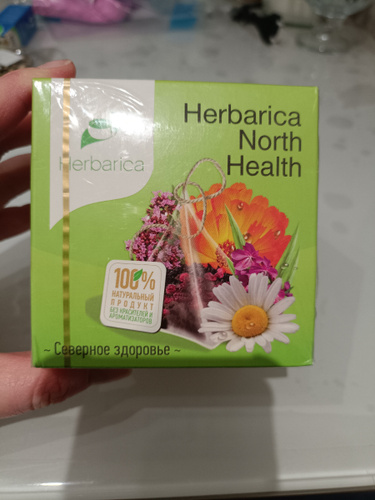 Herbarica
North
Health
Herbarica
100%
НАТУРАЛЬНЫЙ
ПРОДУКТ
БЕЗ КРАСИТЕЛЕЙ И
АРОМАТИЗАТОРОВ
~ Северное здоровье ~